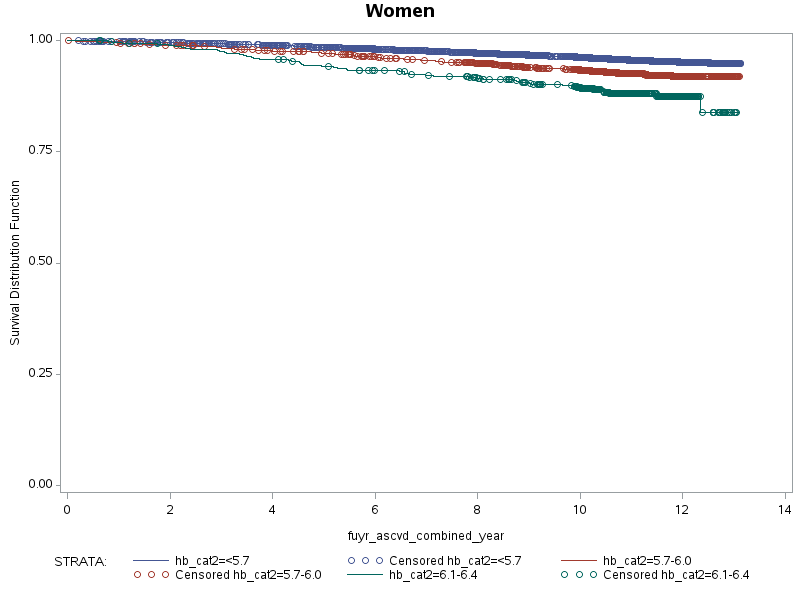 Women
1.00
0.75
0.50
0.25
0.00
Survival Distribution Function
0 2 4 6 8 10 12 14
fuyr_ascvd_combined_year
STRATA: hb_cat2=<5.7 Censored hb_cat2=<5.7 hb_cat2=5.7-6.0
Censored hb_cat2=5.7-6.0 hb_cat2=6.1-6.4 Censored hb_cat2=6.1-6.4